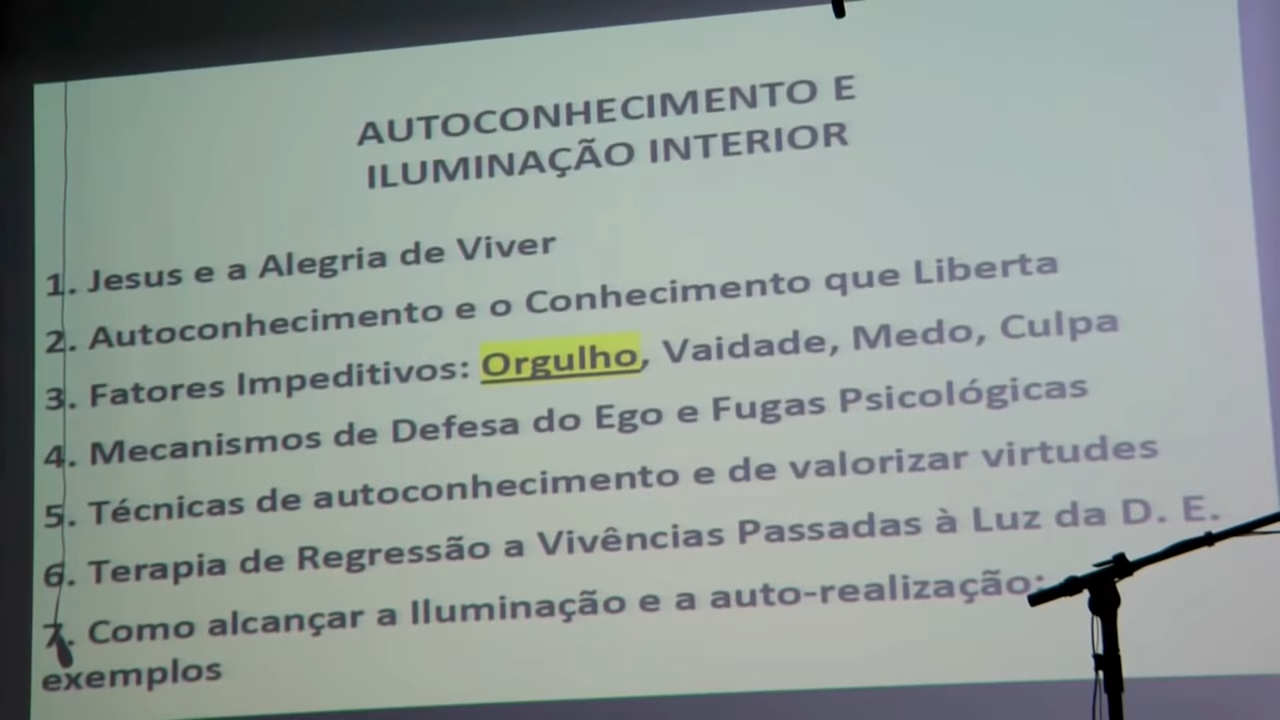 AUTOCONHECIMENTO E
ILUMINAÇÃO INTERIOR
1. Jesus e a Alegria de Viver
2. Autoconhecimento e o Conhecimento que Liberta
3. Fatores Impeditivos: Orgulho, Vaidade, Medo, Culpa
4. Mecanismos de Defesa do Ego e Fugas Psicológicas
5. Técnicas de autoconhecimento e de valorizar virtudes
6. Terapia de Regressão a Vivências Passadas à Luz da D. E.
7. Como alcançar a Iluminação e a auto-realização:
exemplos